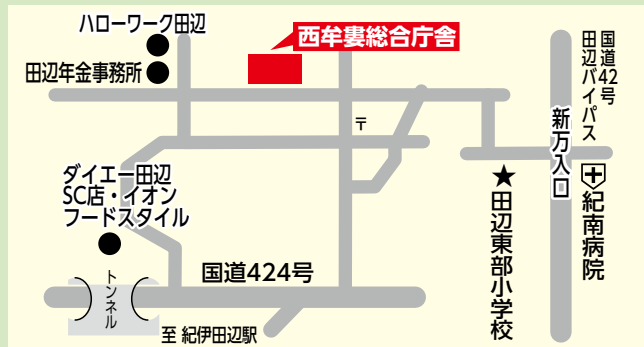 ハローワーク田辺
西牟婁総合庁舎
田辺年金事務所
国道42号
田辺バイパス
〒
新万入口
ダイエー田辺
SC店・イオン
フードスタイル
田辺東部小学校
紀南病院
国道424号
トンネル
至 紀伊田辺駅